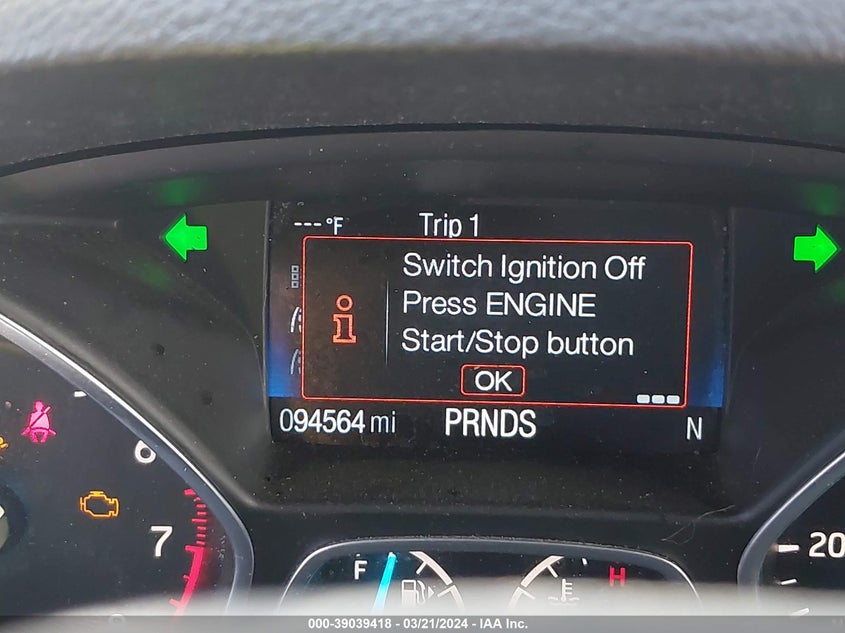 ---°F Trip 1
Switch Ignition Off
Press ENGINE
Start/Stop button
OK
094564 mi PRNDS N
6
7
20
F
H
000-39039418 - 03/21/2024 - IAA Inc.